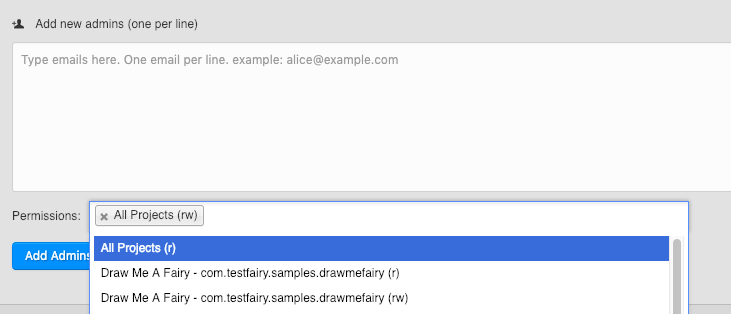 Add new admins (one per line)
Type emails here. One email per line. example: alice@example.com
Permissions:
All Projects (rw)
All Projects (r)
Add Admins
Draw Me A Fairy - com.testfairy.samples.drawmefairy (r)
Draw Me A Fairy - com.testfairy.samples.drawmefairy (rw)